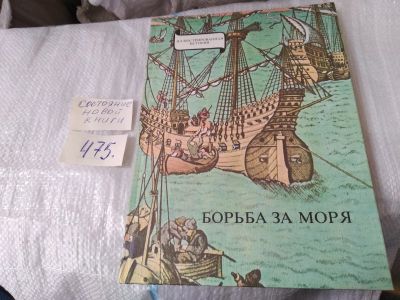 ИЛЛЮСТРИРОВАННАЯ
ИСТОРИЯ
СОСТОЯНИЕ
НОВОЙ
КНИГИ
475.
БОРЬБА ЗА МОРЯ